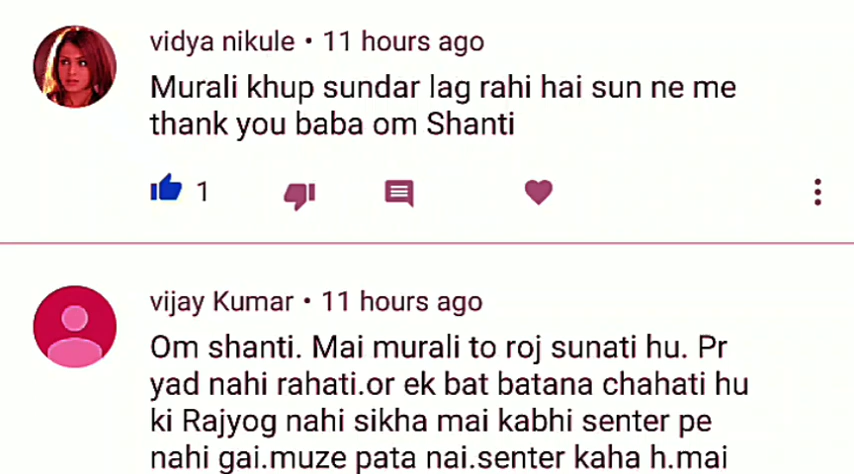 vidya nikule • 11 hours ago
Murali khup sundar lag rahi hai sun ne me
thank you baba om Shanti
1
vijay Kumar • 11 hours ago
Om shanti. Mai murali to roj sunati hu. Pr
yad nahi rahati.or ek bat batana chahati hu
ki Rajyog nahi sikha mai kabhi senter pe
nahi gai.muze pata nai.senter kaha h.mai